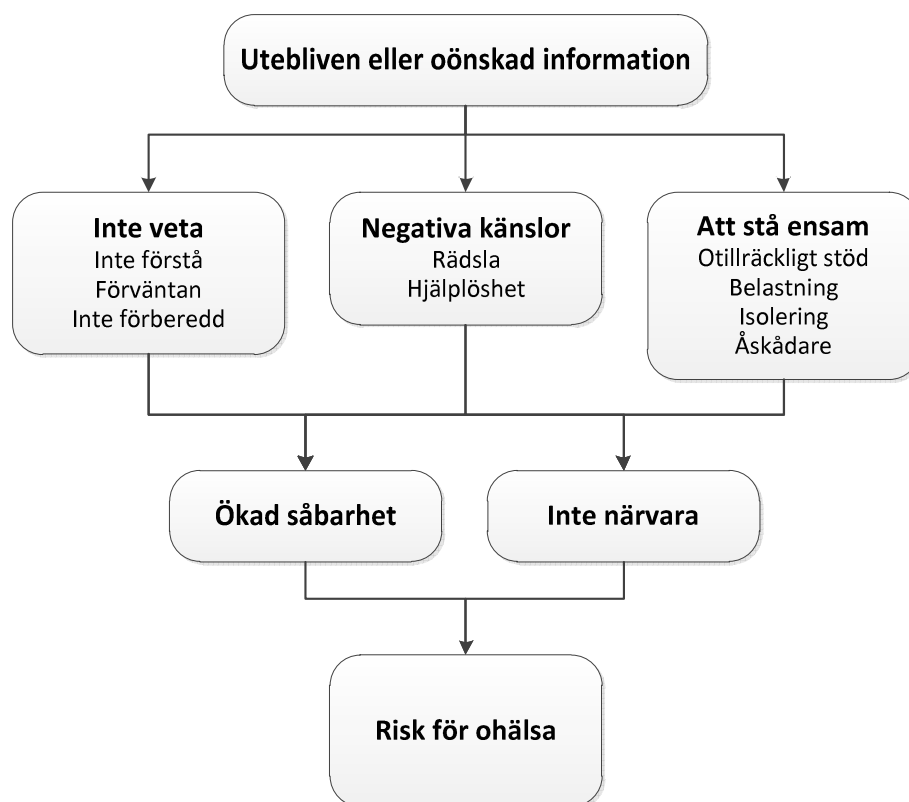 Utebliven eller oönskad information
Inte veta
Inte förstå
Förväntan
Inte förberedd
Negativa känslor
Rädsla
Hjälplöshet
Att stå ensam
Otillräckligt stöd
Belastning
Isolering
Åskådare
Ökad såbarhet
Inte närvara
Risk för ohälsa